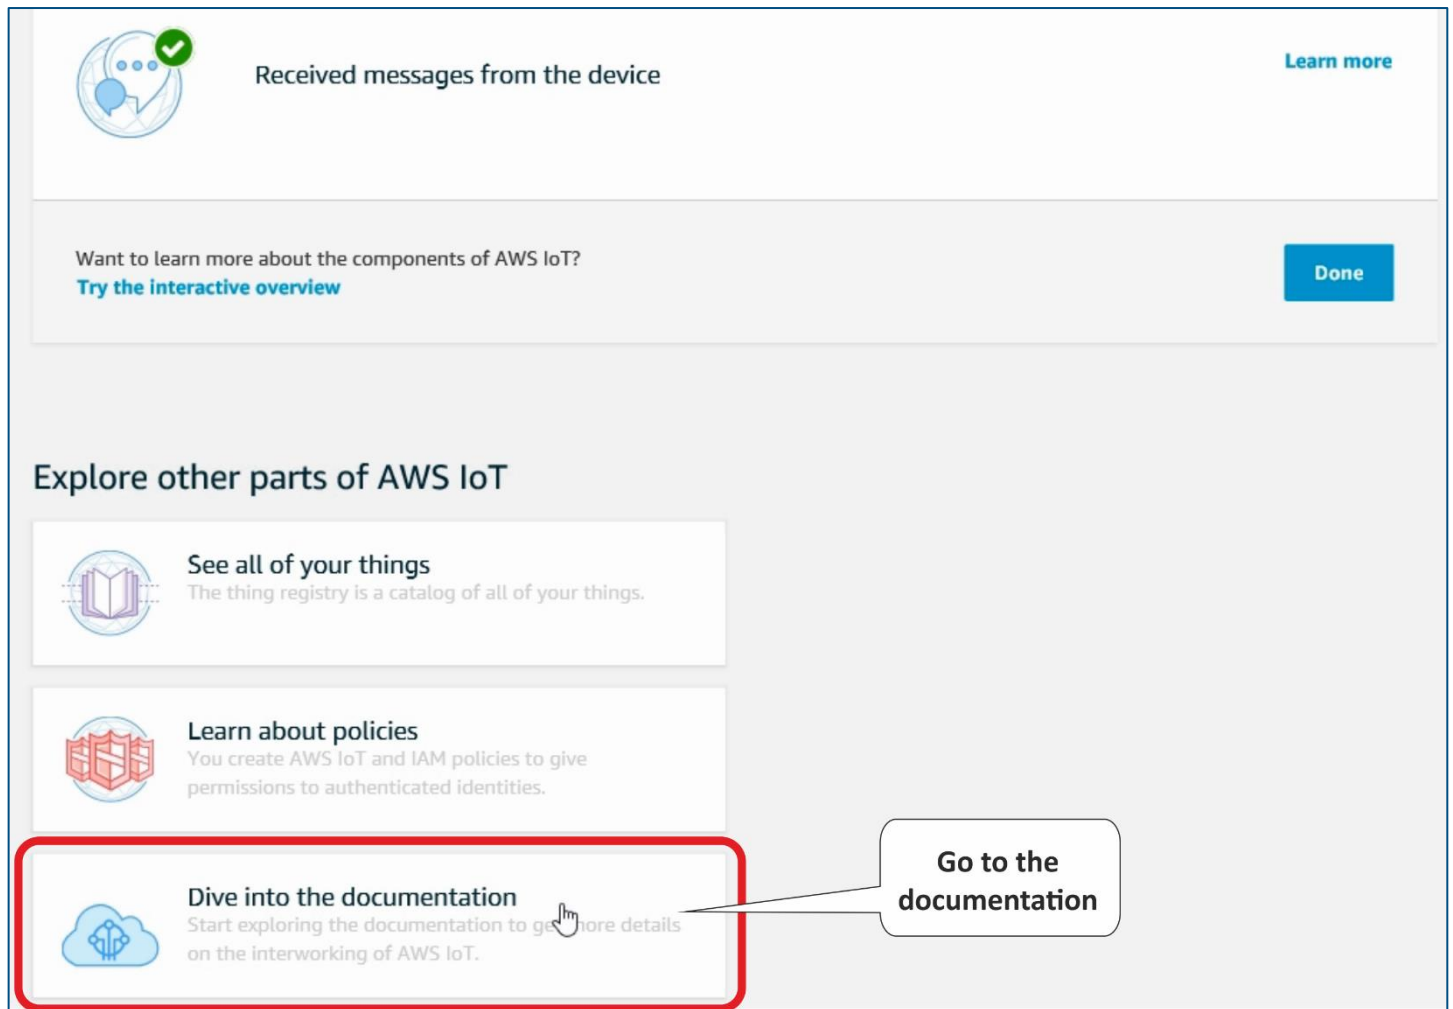 Received messages from the device
Learn more
Want to learn more about the components of AWS IoT?
Try the interactive overview
Done
Explore other parts of AWS IoT
See all of your things
The thing registry is a catalog of all of your things.
Learn about policies
You create AWS IoT and IAM policies to give
permissions to authenticated identities.
Dive into the documentation
Start exploring the documentation to get more details
on the interworking of AWS IoT.
Go to the
documentation